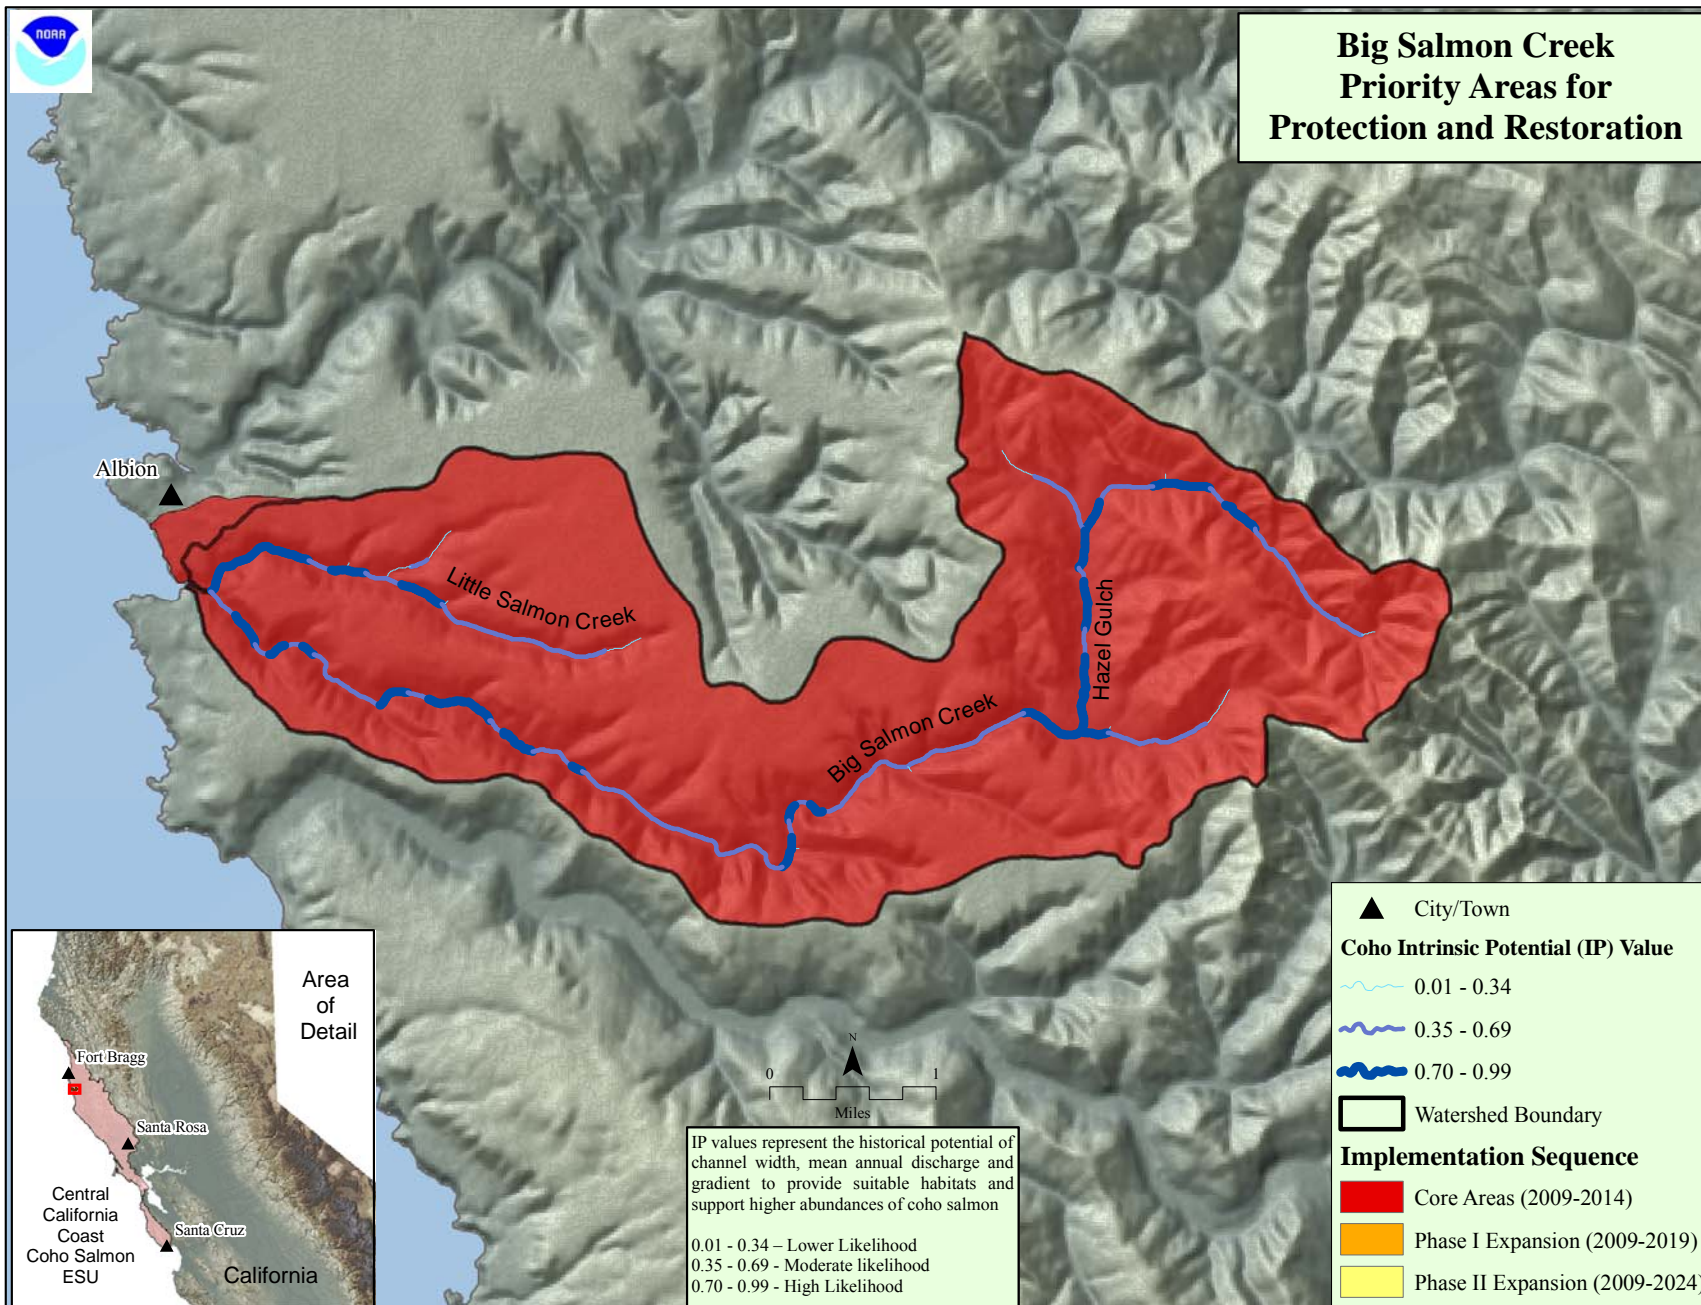 NOAA
Big Salmon Creek
Priority Areas for
Protection and Restoration
Albion
Little Salmon Creek
Big Salmon Creek
Hazel Gulch
N
0 1
Miles
IP values represent the historical potential of
channel width, mean annual discharge and
gradient to provide suitable habitats and
support higher abundances of coho salmon
0.01 - 0.34 – Lower Likelihood
0.35 - 0.69 - Moderate likelihood
0.70 - 0.99 - High Likelihood
City/Town
Coho Intrinsic Potential (IP) Value
0.01 - 0.34
0.35 - 0.69
0.70 - 0.99
Watershed Boundary
Implementation Sequence
Core Areas (2009-2014)
Phase I Expansion (2009-2019)
Phase II Expansion (2009-2024)
Area
of
Detail
Fort Bragg
Santa Rosa
Santa Cruz
Central
California
Coast
Coho Salmon
ESU
California